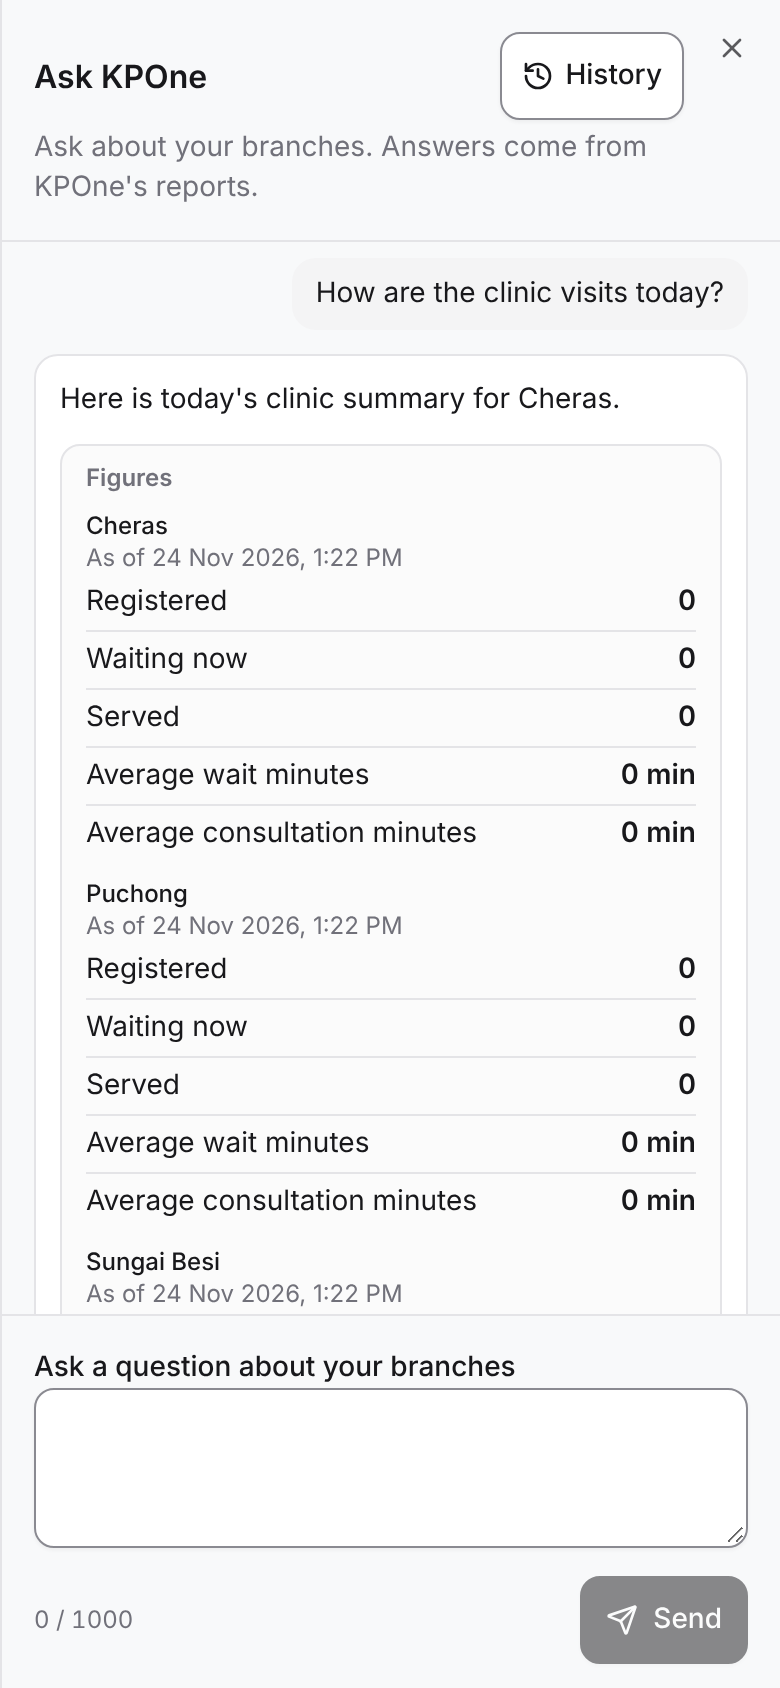 Ask KPOne
History
Ask about your branches. Answers come from
KPOne's reports.
How are the clinic visits today?
Here is today's clinic summary for Cheras.
Figures
Cheras
As of 24 Nov 2026, 1:22 PM
Registered 0
Waiting now 0
Served 0
Average wait minutes 0 min
Average consultation minutes 0 min
Puchong
As of 24 Nov 2026, 1:22 PM
Registered 0
Waiting now 0
Served 0
Average wait minutes 0 min
Average consultation minutes 0 min
Sungai Besi
As of 24 Nov 2026, 1:22 PM
Ask a question about your branches
0 / 1000
Send